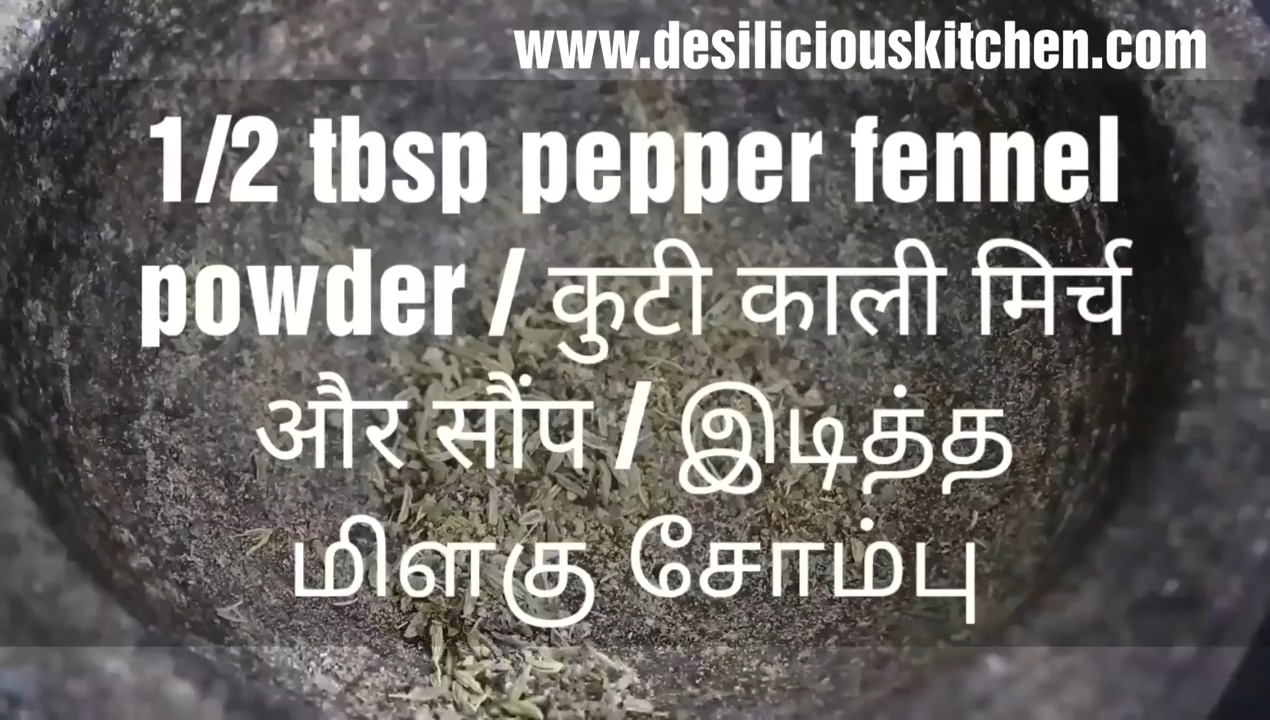 www.desiliciouskitchen.com
1/2 tbsp pepper fennel
powder / कुटी काली मिर्च
और सौंप / இடித்த
மிளகு சோம்பு